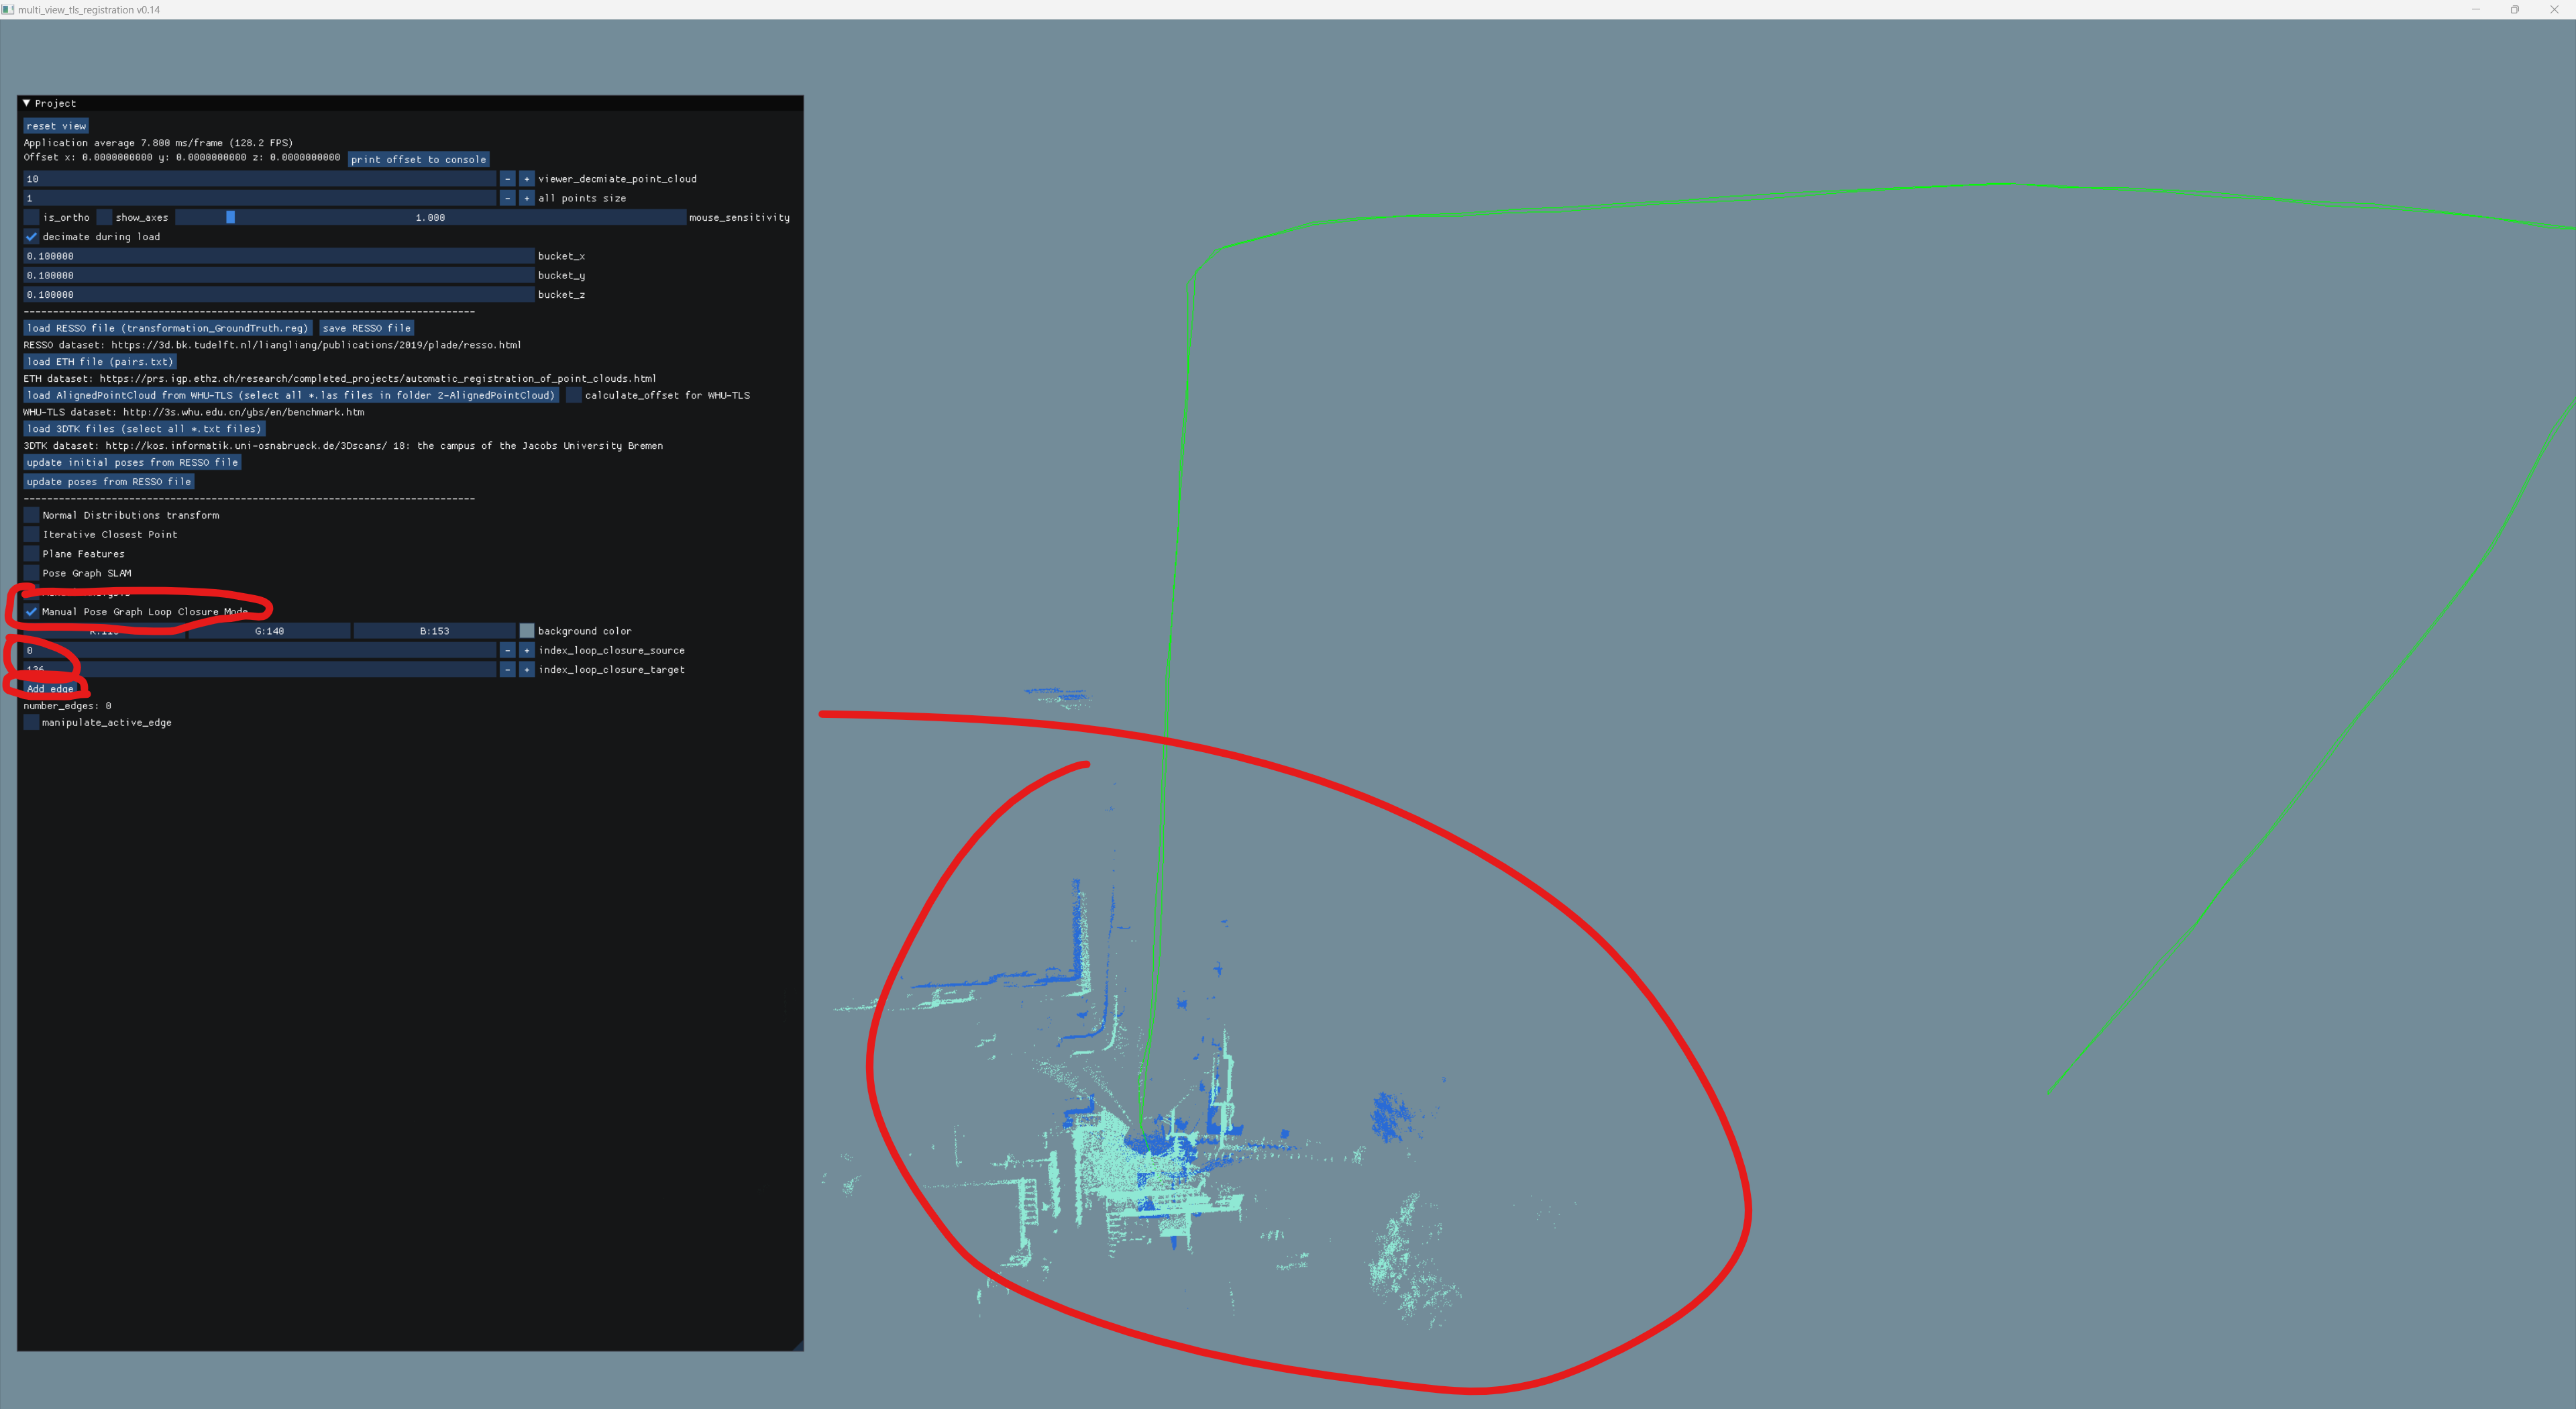 multi_view_tls_registration v0.14
Project
reset view
Application average 7.800 ms/frame (128.2 FPS)
Offset x: 0.0000000000 y: 0.0000000000 z: 0.0000000000 print offset to console
10 - + viewer_decmiate_point_cloud
1 - + all points size
is_ortho show_axes 1.000 mouse_sensitivity
decimate during load
0.100000 bucket_x
0.100000 bucket_y
0.100000 bucket_z
--------------------------------------------------------------------------------
load RESSO file (transformation_GroundTruth.reg) save RESSO file
RESSO dataset: https://3d.bk.tudelft.nl/liangliang/publications/2019/plade/resso.html
load ETH file (pairs.txt)
ETH dataset: https://prs.igp.ethz.ch/research/completed_projects/automatic_registration_of_point_clouds.html
load AlignedPointCloud from WHU-TLS (select all *.las files in folder 2-AlignedPointCloud) calculate_offset for WHU-TLS
WHU-TLS dataset: http://3s.whu.edu.cn/ybs/en/benchmark.htm
load 3DTK files (select all *.txt files)
3DTK dataset: http://kos.informatik.uni-osnabrueck.de/3Dscans/ 18: the campus of the Jacobs University Bremen
update initial poses from RESSO file
update poses from RESSO file
--------------------------------------------------------------------------------
Normal Distributions transform
Iterative Closest Point
Plane Features
Pose Graph SLAM
Manual Pose Graph Loop Closure Mode
G:140 B:153 background color
0 - + index_loop_closure_source
136 - + index_loop_closure_target
Add edge
number_edges: 0
manipulate_active_edge